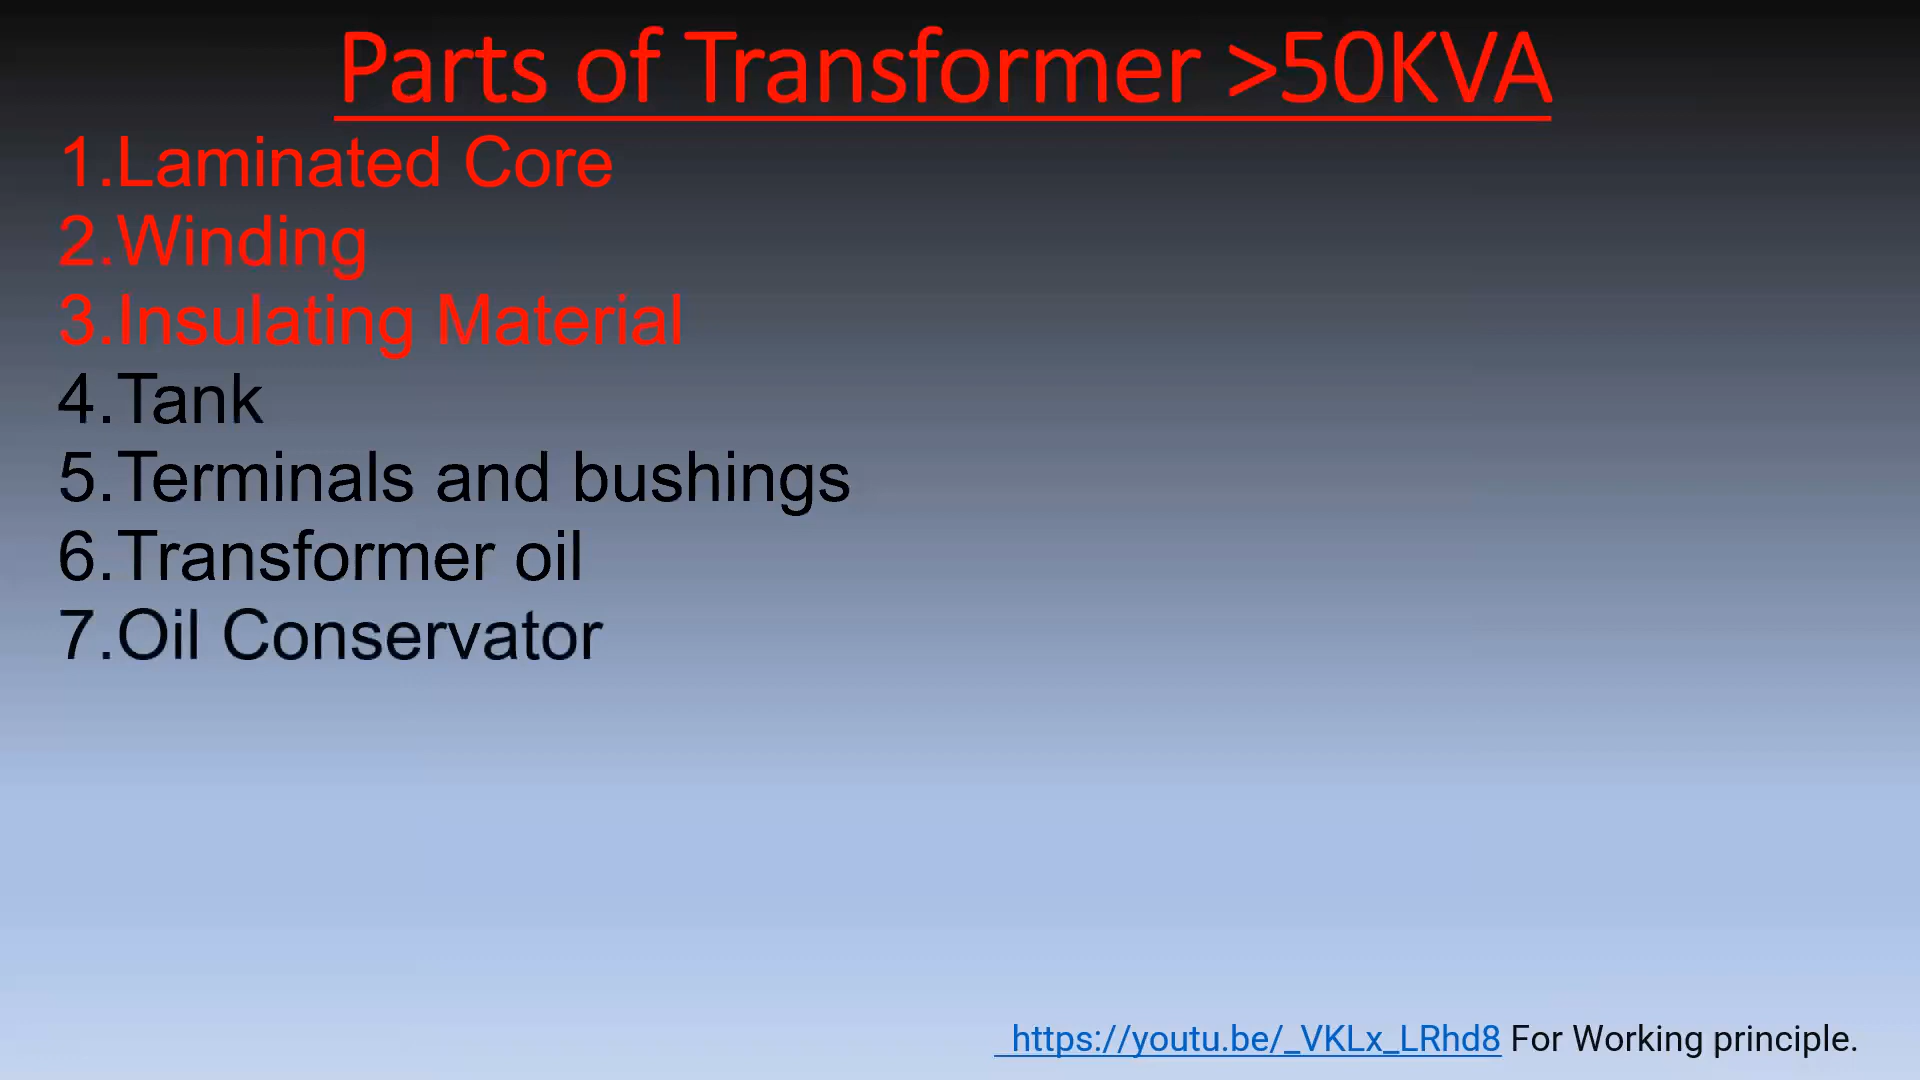 Parts of Transformer >50KVA
1.Laminated Core
2.Winding
3.Insulating Material
4.Tank
5.Terminals and bushings
6.Transformer oil
7.Oil Conservator
https://youtu.be/_VKLx_LRhd8 For Working principle.